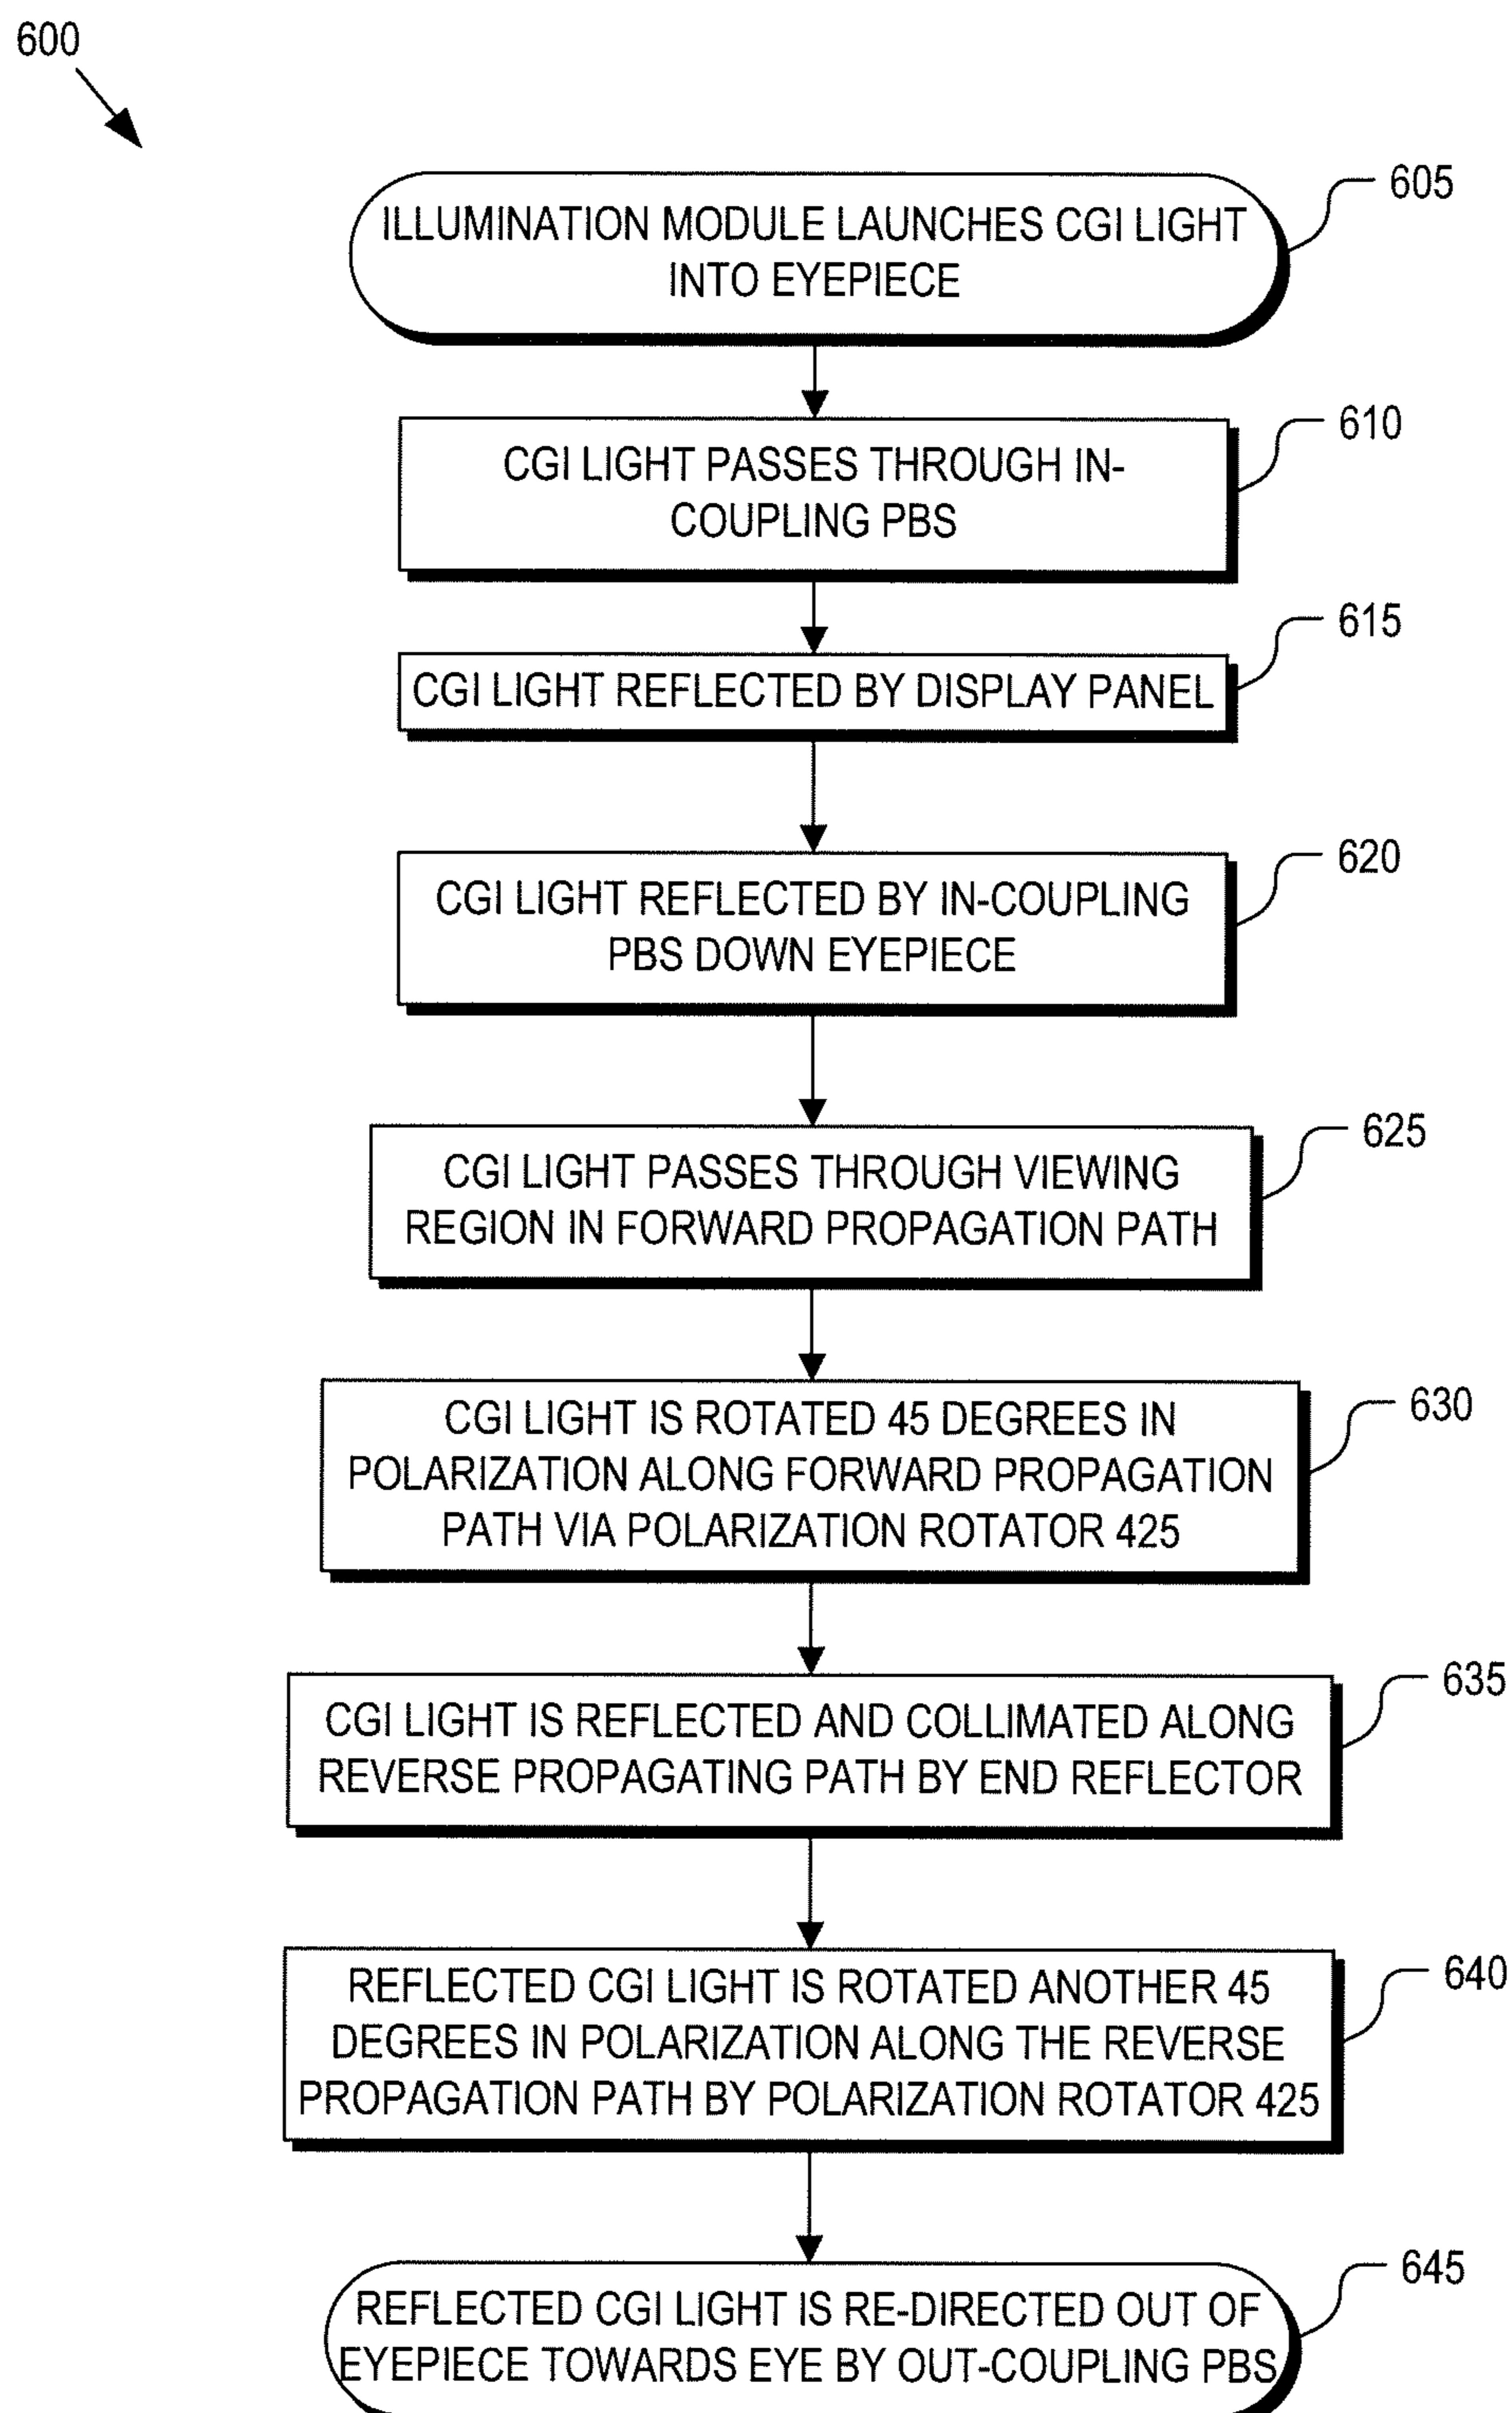 600
605
ILLUMINATION MODULE LAUNCHES CGI LIGHT
INTO EYEPIECE
610
CGI LIGHT PASSES THROUGH IN-
COUPLING PBS
615
CGI LIGHT REFLECTED BY DISPLAY PANEL
620
CGI LIGHT REFLECTED BY IN-COUPLING
PBS DOWN EYEPIECE
625
CGI LIGHT PASSES THROUGH VIEWING
REGION IN FORWARD PROPAGATION PATH
630
CGI LIGHT IS ROTATED 45 DEGREES IN
POLARIZATION ALONG FORWARD PROPAGATION
PATH VIA POLARIZATION ROTATOR 425
635
CGI LIGHT IS REFLECTED AND COLLIMATED ALONG
REVERSE PROPAGATING PATH BY END REFLECTOR
640
REFLECTED CGI LIGHT IS ROTATED ANOTHER 45
DEGREES IN POLARIZATION ALONG THE REVERSE
PROPAGATION PATH BY POLARIZATION ROTATOR 425
645
REFLECTED CGI LIGHT IS RE-DIRECTED OUT OF
EYEPIECE TOWARDS EYE BY OUT-COUPLING PBS